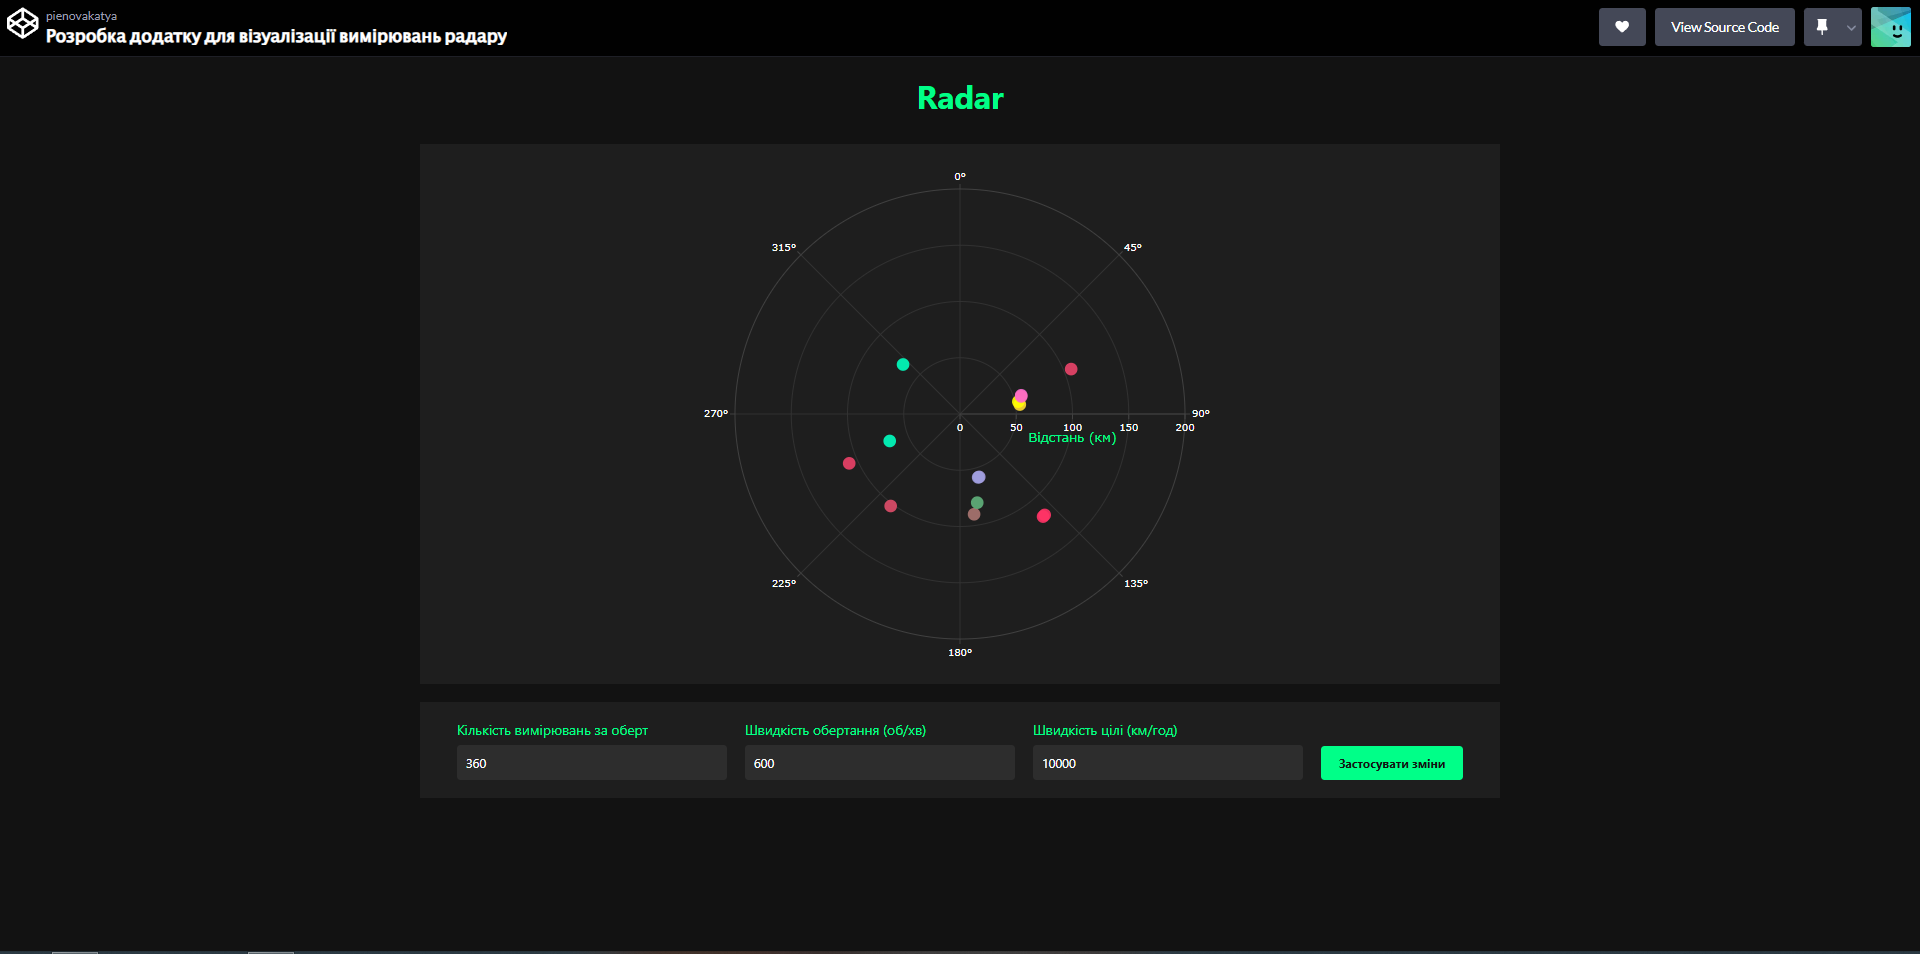 pienovakatya
Розробка додатку для візуалізації вимірювань радару
View Source Code
Radar
0°
315°
45°
270°
90°
0 50 100 150 200
Відстань (км)
225°
135°
180°
Кількість вимірювань за оберт
Швидкість обертання (об/хв)
Швидкість цілі (км/год)
360
600
10000
Застосувати зміни